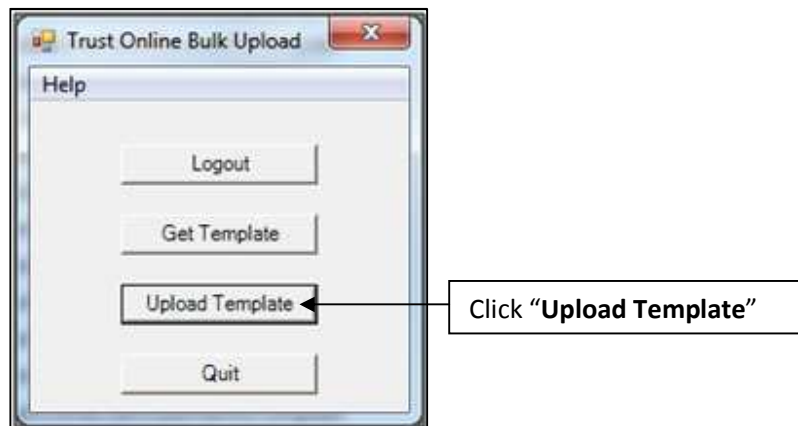 Trust Online Bulk Upload
Help
Logout
Get Template
Upload Template
Click “Upload Template”
Quit